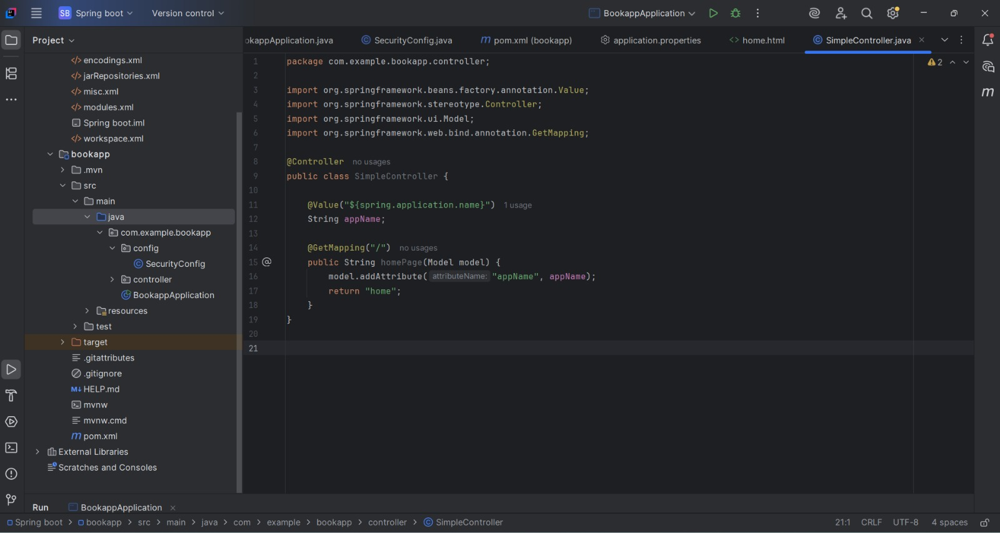 SB Spring boot
Version control
BookappApplication
Project
okappApplication.java
SecurityConfig.java
m pom.xml (bookapp)
application.properties
<> home.html
SimpleController.java
</> encodings.xml
</> jarRepositories.xml
</> misc.xml
</> modules.xml
Spring boot.iml
</> workspace.xml
bookapp
.mvn
src
main
java
com.example.bookapp
config
SecurityConfig
controller
BookappApplication
resources
test
target
.gitattributes
.gitignore
M↓ HELP.md
mvnw
mvnw.cmd
m pom.xml
External Libraries
Scratches and Consoles
2
1 package com.example.bookapp.controller;
2
3 import org.springframework.beans.factory.annotation.Value;
4 import org.springframework.stereotype.Controller;
5 import org.springframework.ui.Model;
6 import org.springframework.web.bind.annotation.GetMapping;
7
8 @Controller no usages
9 public class SimpleController {
10
11 @Value("${spring.application.name}") 1 usage
12 String appName;
13
14 @GetMapping("/") no usages
15 public String homePage(Model model) {
16 model.addAttribute( attributeName: "appName", appName);
17 return "home";
18 }
19 }
20
21
m
Run
BookappApplication
Spring boot > bookapp > src > main > java > com > example > bookapp > controller > SimpleController
21:1 CRLF UTF-8 4 spaces